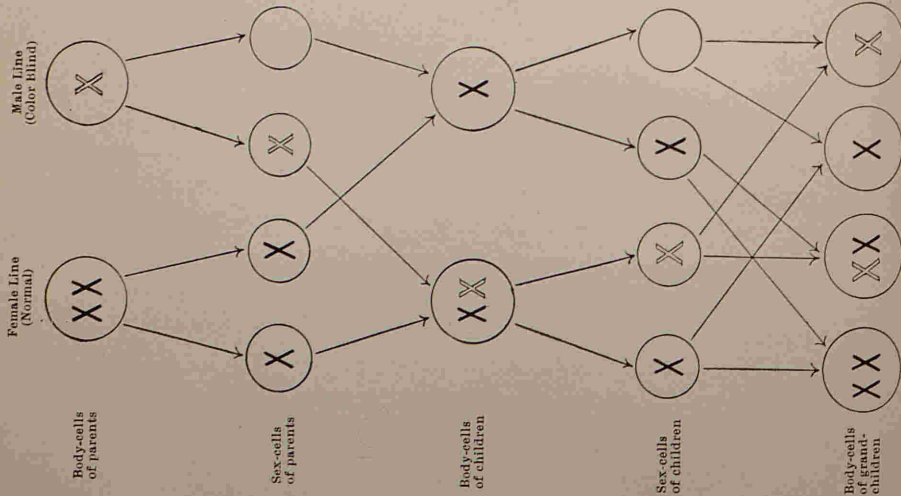 Female Line
(Normal)
Male Line
(Color Blind)
Body-cells
of parents
X X
X
Sex-cells
of parents
X
X
X
Body-cells
of children
X X
X
Sex-cells
of children
X
X
X
Body-cells
of grand-
children
X X
X X
X
X